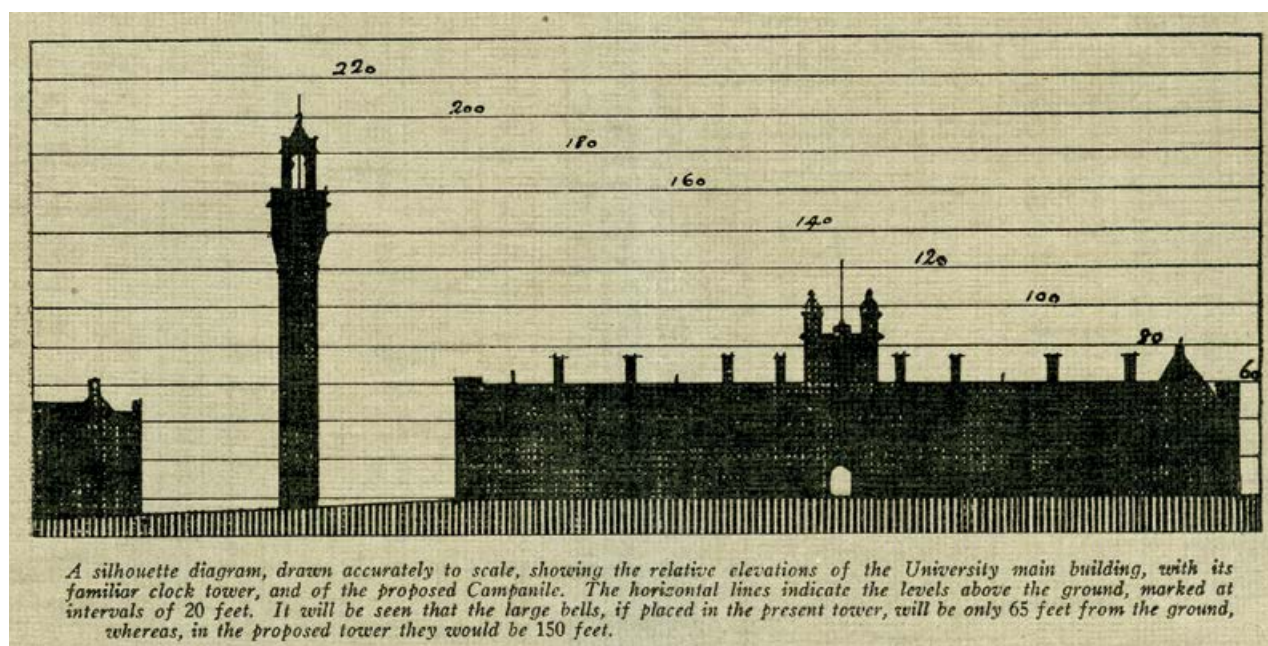 220
200
180
160
140
120
100
80
60
A silhouette diagram, drawn accurately to scale, showing the relative elevations of the University main building, with its
familiar clock tower, and of the proposed Campanile. The horizontal lines indicate the levels above the ground, marked at
intervals of 20 feet. It will be seen that the large bells, if placed in the present tower, will be only 65 feet from the ground,
whereas, in the proposed tower they would be 150 feet.